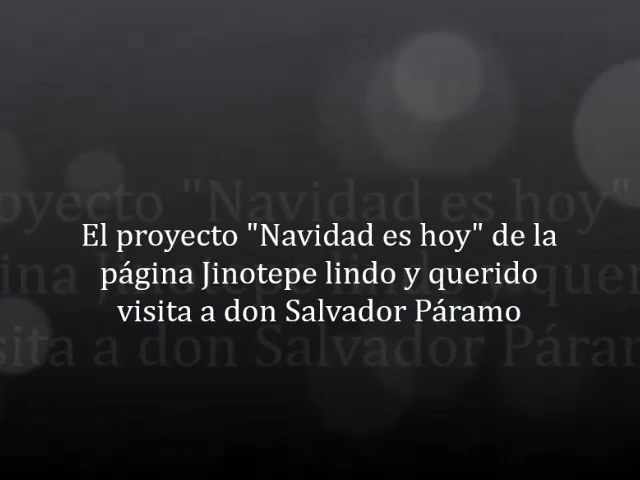 El proyecto "Navidad es hoy" de la
página Jinotepe lindo y querido
visita a don Salvador Páramo